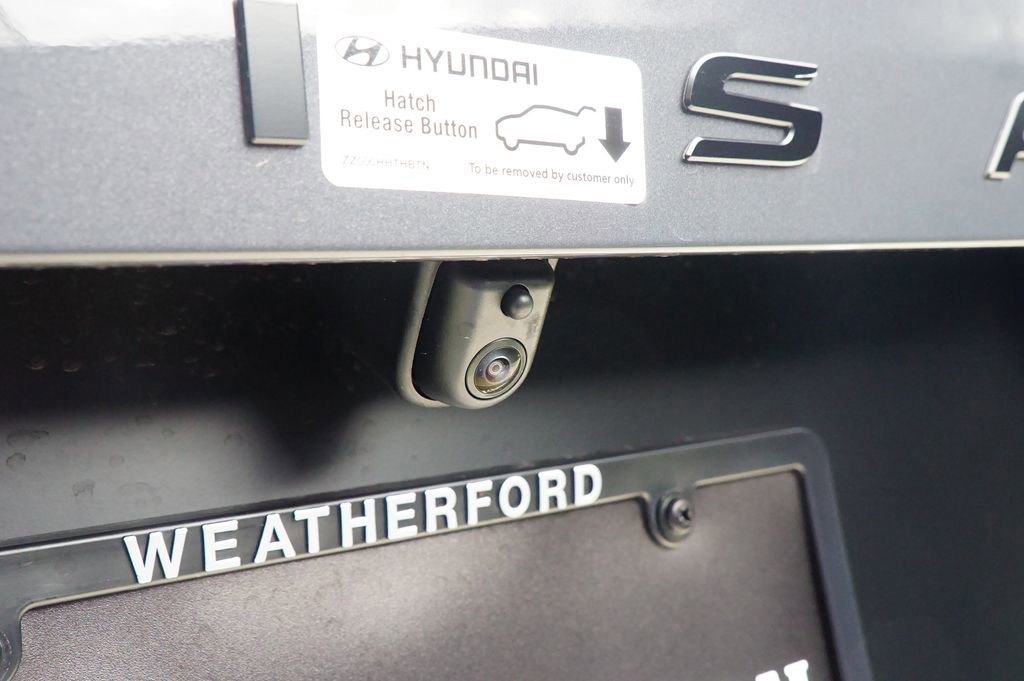 I S A
HYUNDAI
Hatch
Release Button
To be removed by customer only
WEATHERFORD